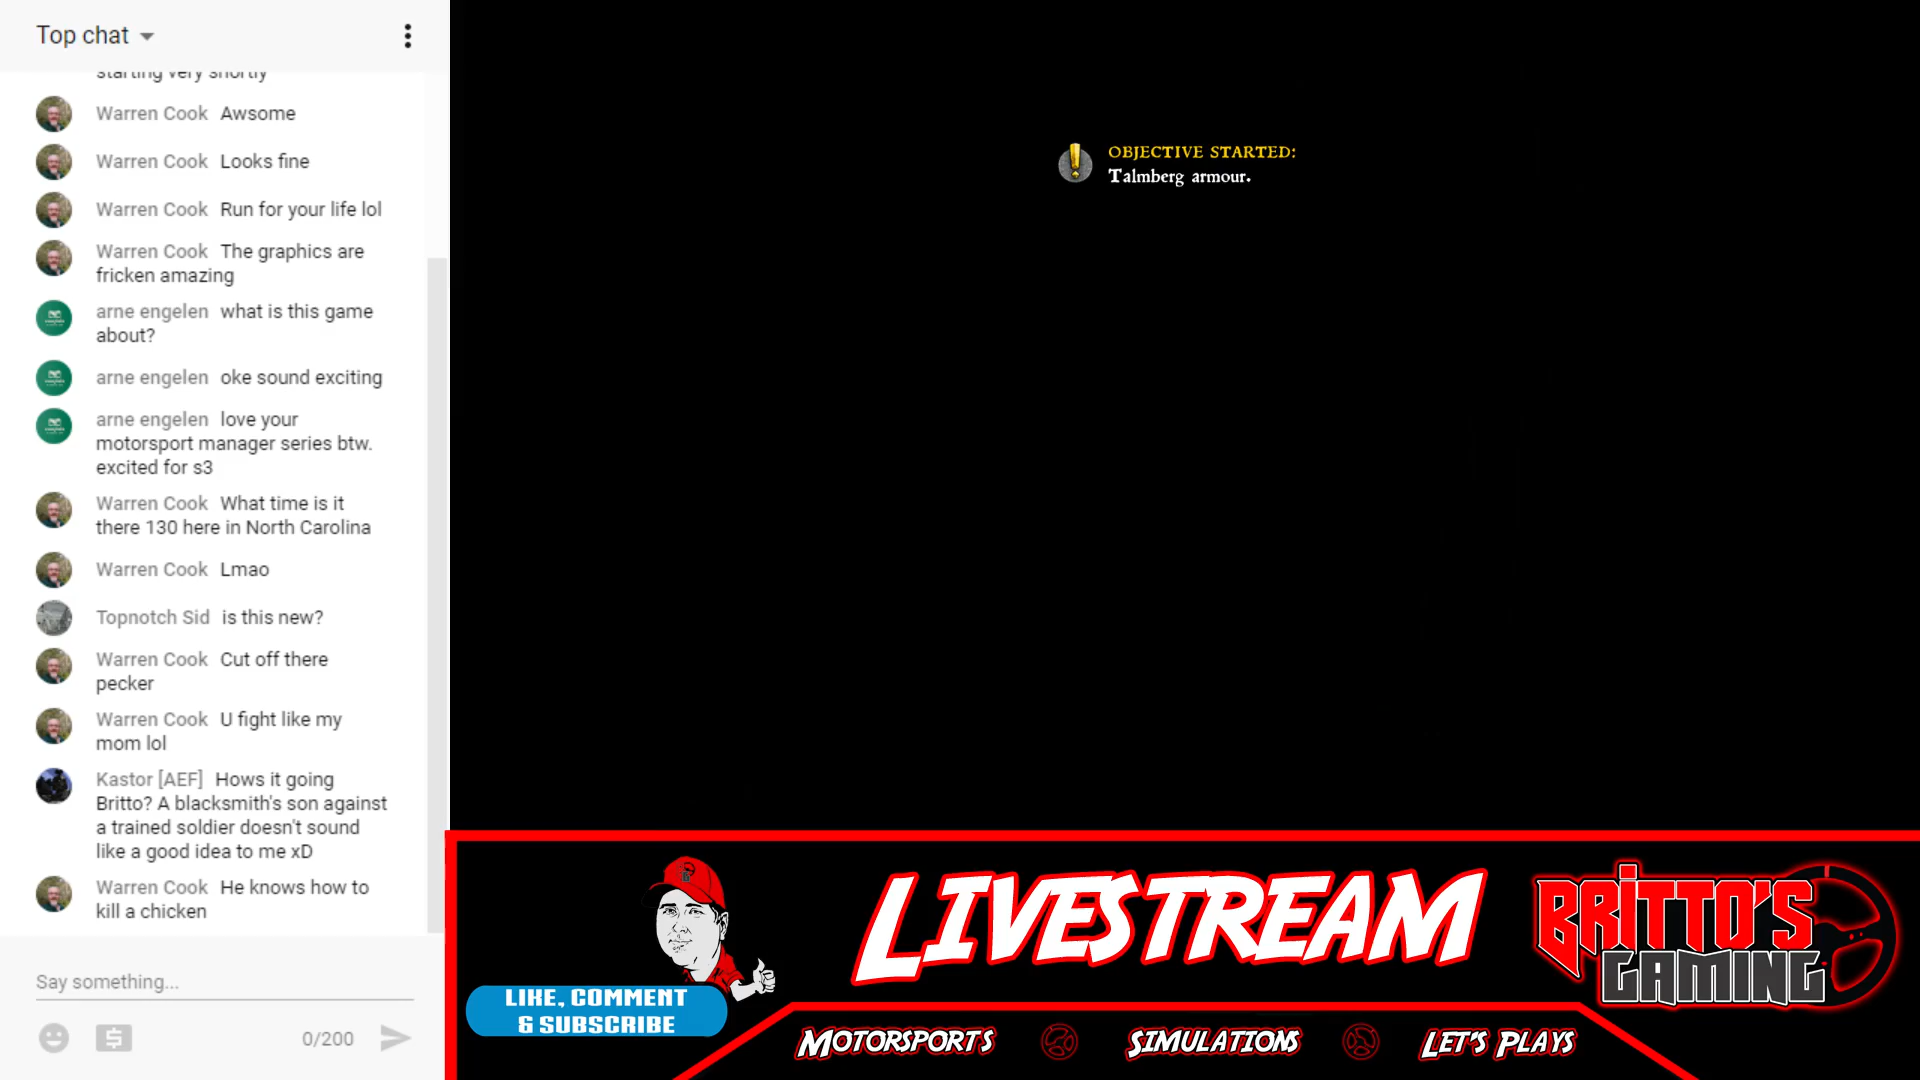 Top chat
starting very shortly
Warren Cook Awsome
Warren Cook Looks fine
Warren Cook Run for your life lol
Warren Cook The graphics are
fricken amazing
arne engelen what is this game
about?
arne engelen oke sound exciting
arne engelen love your
motorsport manager series btw.
excited for s3
Warren Cook What time is it
there 130 here in North Carolina
Warren Cook Lmao
Topnotch Sid is this new?
Warren Cook Cut off there
pecker
Warren Cook U fight like my
mom lol
Kastor [AEF] Hows it going
Britto? A blacksmith's son against
a trained soldier doesn't sound
like a good idea to me xD
Warren Cook He knows how to
kill a chicken
Say something...
0/200
OBJECTIVE STARTED:
Talmberg armour.
LIKE, COMMENT
& SUBSCRIBE
LIVESTREAM
BRITTO'S
GAMING
MOTORSPORTS
SIMULATIONS
LET'S PLAYS